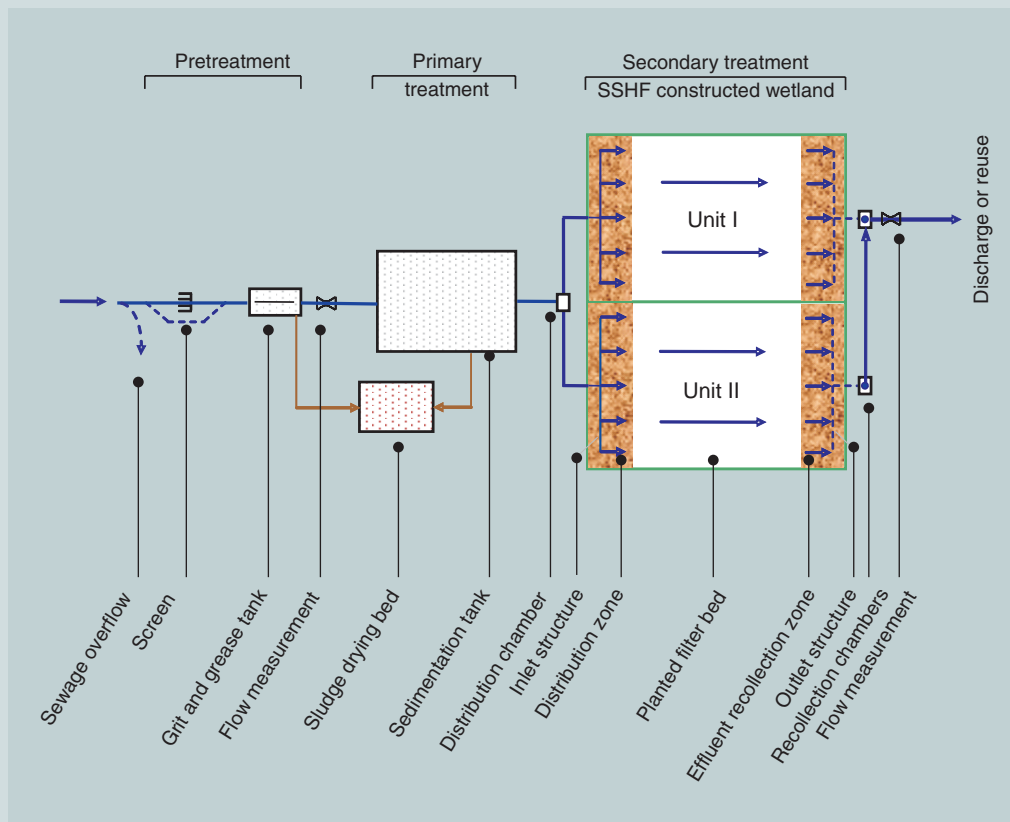 Pretreatment
Primary
treatment
Secondary treatment
SSHF constructed wetland
Unit I
Unit II
Discharge or reuse
Sewage overflow
Screen
Grit and grease tank
Flow measurement
Sludge drying bed
Sedimentation tank
Distribution chamber
Inlet structure
Distribution zone
Planted filter bed
Effluent recollection zone
Outlet structure
Recollection chambers
Flow measurement